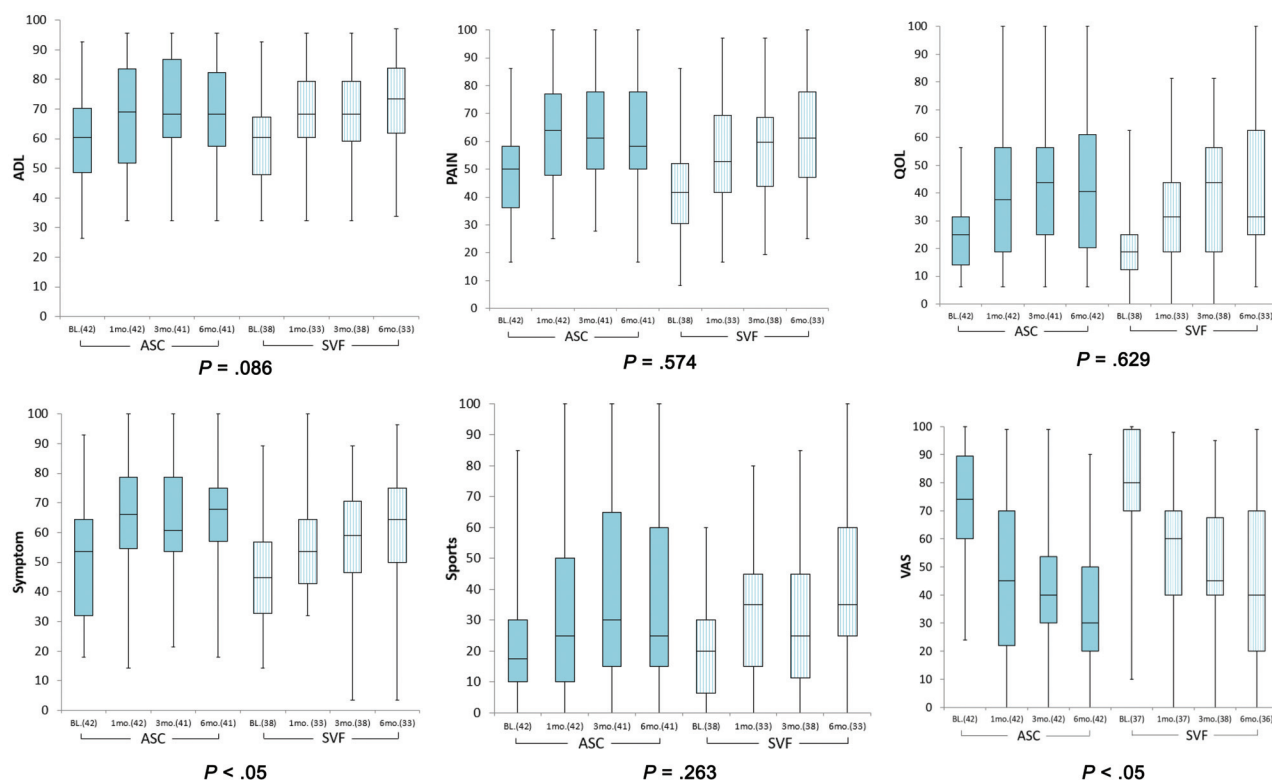 100
90
80
70
60
50
40
30
20
10
0
ADL
BL.(42) 1mo.(42) 3mo.(41) 6mo.(41) BL.(38) 1mo.(33) 3mo.(38) 6mo.(33)
ASC SVF
P = .086
100
90
80
70
60
50
40
30
20
10
0
PAIN
BL.(42) 1mo.(42) 3mo.(41) 6mo.(41) BL.(38) 1mo.(33) 3mo.(38) 6mo.(33)
ASC SVF
P = .574
100
90
80
70
60
50
40
30
20
10
0
QOL
BL.(42) 1mo.(42) 3mo.(41) 6mo.(42) BL.(38) 1mo.(33) 3mo.(38) 6mo.(33)
ASC SVF
P = .629
100
90
80
70
60
50
40
30
20
10
0
Symptom
BL.(42) 1mo.(42) 3mo.(41) 6mo.(41) BL.(38) 1mo.(33) 3mo.(38) 6mo.(33)
ASC SVF
P < .05
100
90
80
70
60
50
40
30
20
10
0
Sports
BL.(42) 1mo.(42) 3mo.(41) 6mo.(41) BL.(38) 1mo.(33) 3mo.(38) 6mo.(33)
ASC SVF
P = .263
100
90
80
70
60
50
40
30
20
10
0
VAS
BL.(42) 1mo.(42) 3mo.(42) 6mo.(42) BL.(37) 1mo.(37) 3mo.(38) 6mo.(36)
ASC SVF
P < .05